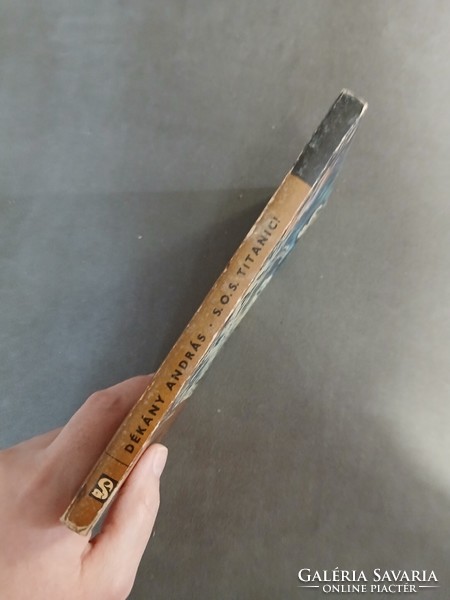 S
DÉKÁNY ANDRÁS · S.O.S. TITANIC!
GALÉRIA SAVARIA
ONLINE PIACTÉR